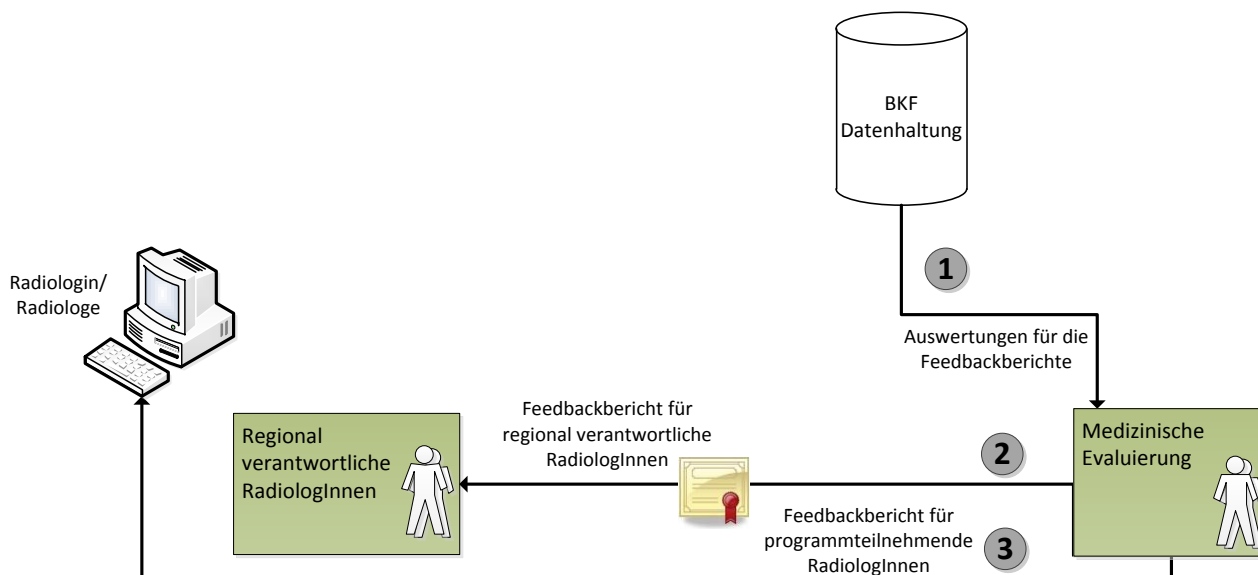 BKF
Datenhaltung
1
Radiologin/
Radiologe
Auswertungen für die
Feedbackberichte
Feedbackbericht für
regional verantwortliche
RadiologInnen
Regional
verantwortliche
RadiologInnen
2
Medizinische
Evaluierung
Feedbackbericht für
programmteilnehmende
RadiologInnen
3